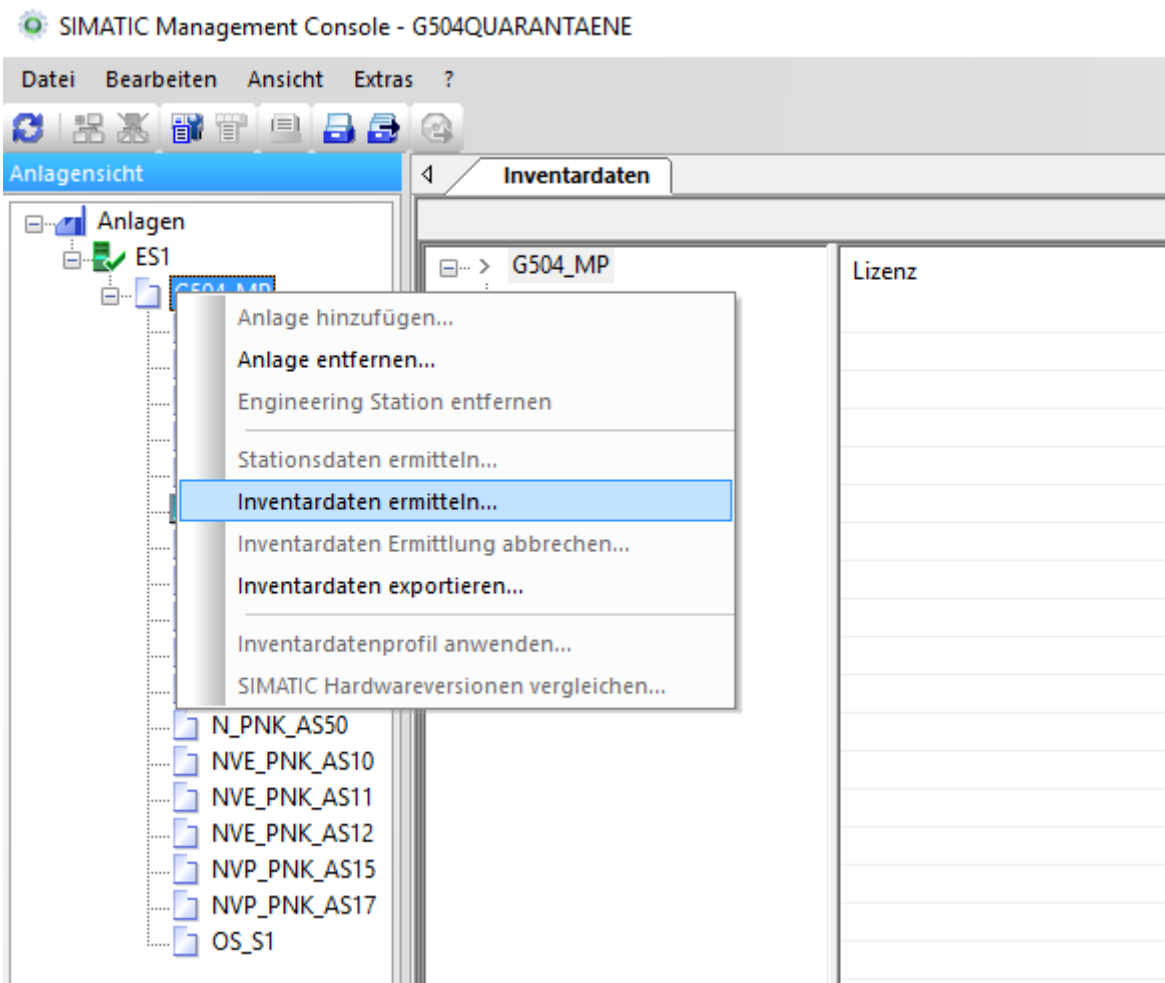 SIMATIC Management Console - G504QUARANTAENE
Datei Bearbeiten Ansicht Extras ?
Anlagensicht
Inventardaten
Anlagen
ES1
G504_MP
G504_MP
Lizenz
Anlage hinzufügen...
Anlage entfernen...
Engineering Station entfernen
Stationsdaten ermitteln...
Inventardaten ermitteln...
Inventardaten Ermittlung abbrechen...
Inventardaten exportieren...
Inventardatenprofil anwenden...
SIMATIC Hardwareversionen vergleichen...
N_PNK_AS50
NVE_PNK_AS10
NVE_PNK_AS11
NVE_PNK_AS12
NVP_PNK_AS15
NVP_PNK_AS17
OS_S1